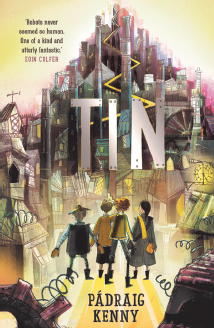 'Robots never
seemed so human.
One of a kind and
utterly fantastic.'
EOIN COLFER
TIN
PÁDRAIG
KENNY